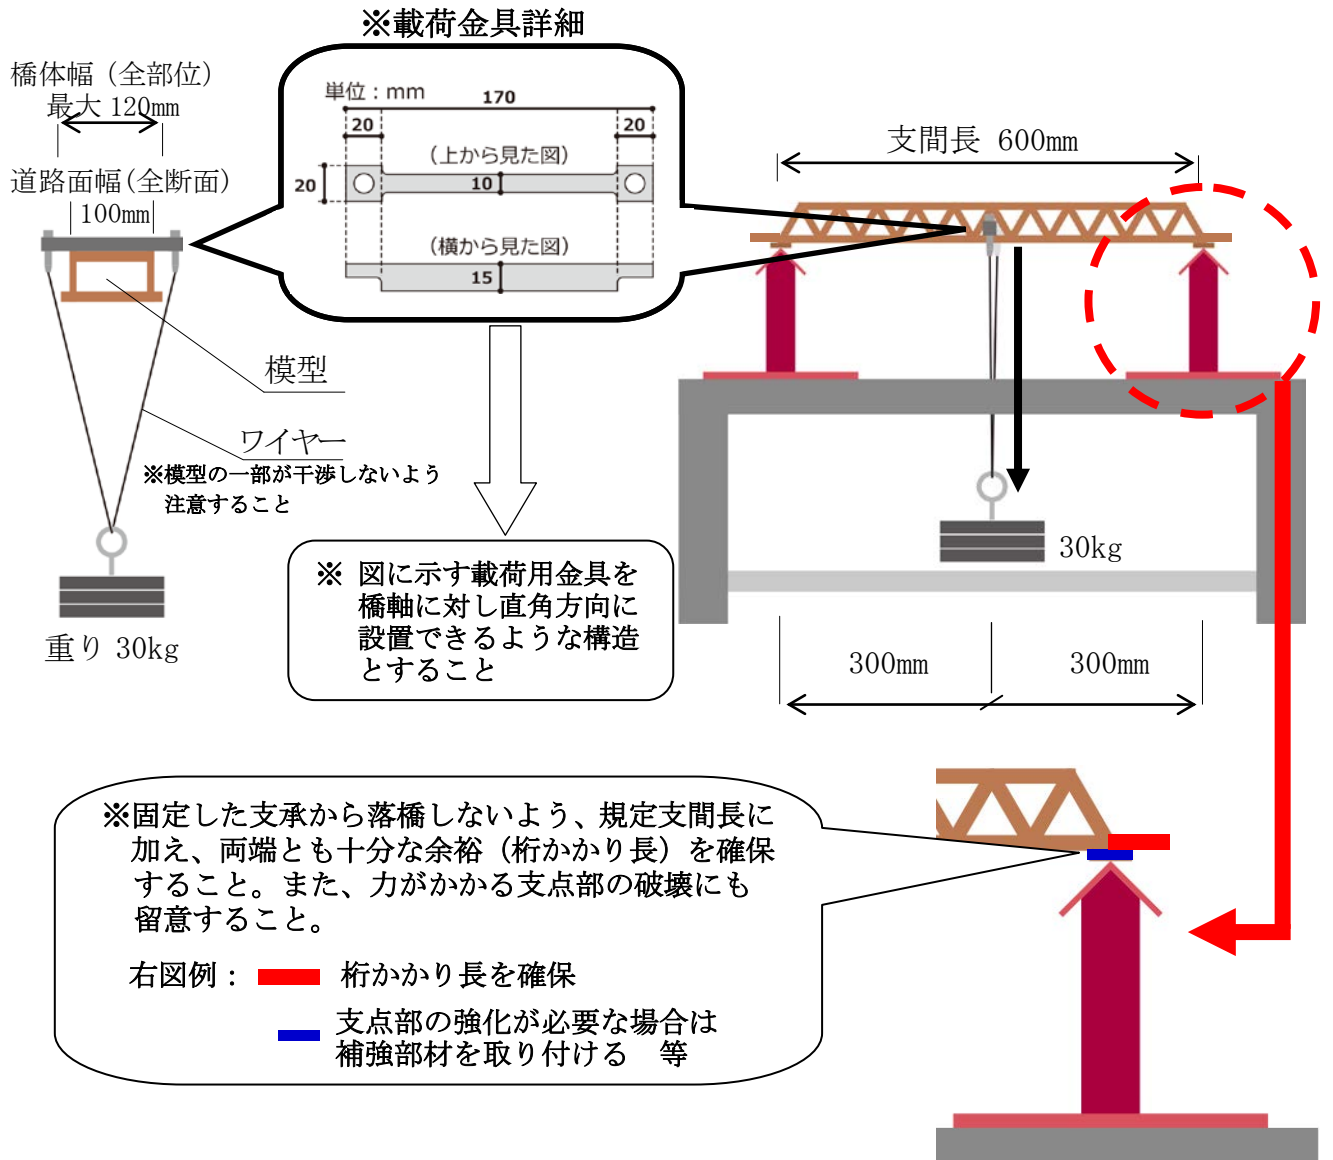 ※載荷金具詳細
橋体幅（全部位）
最大 120mm
道路面幅(全断面)
100mm
単位：mm
170
20
20
(上から見た図)
20
10
(横から見た図)
15
模型
ワイヤー
※模型の一部が干渉しないよう
注意すること
重り 30kg
※ 図に示す載荷用金具を
橋軸に対し直角方向に
設置できるような構造
とすること
支間長 600mm
30kg
300mm
300mm
※固定した支承から落橋しないよう、規定支間長に
加え、両端とも十分な余裕（桁かかり長）を確保
すること。また、力がかかる支点部の破壊にも
留意すること。
右図例： 桁かかり長を確保
支点部の強化が必要な場合は
補強部材を取り付ける 等